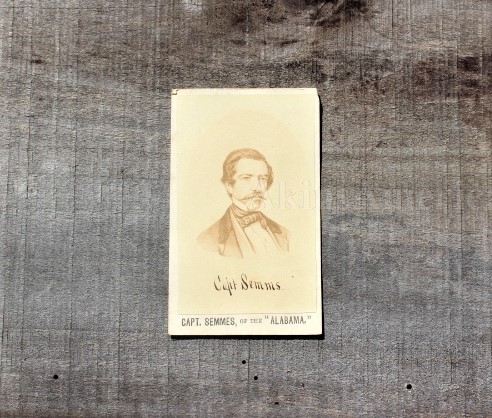 Capt Semmes
CAPT. SEMMES, OF THE "ALABAMA."